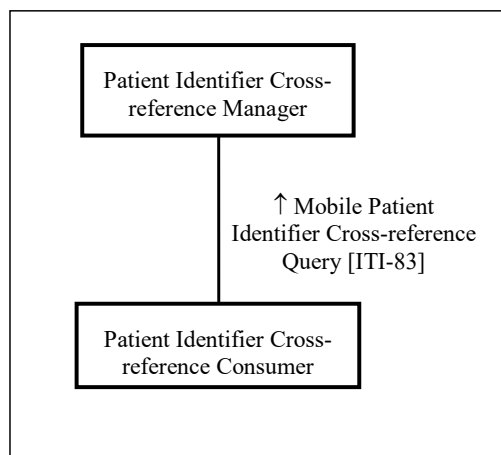 Patient Identifier Cross-
reference Manager
↑ Mobile Patient
Identifier Cross-reference
Query [ITI-83]
Patient Identifier Cross-
reference Consumer